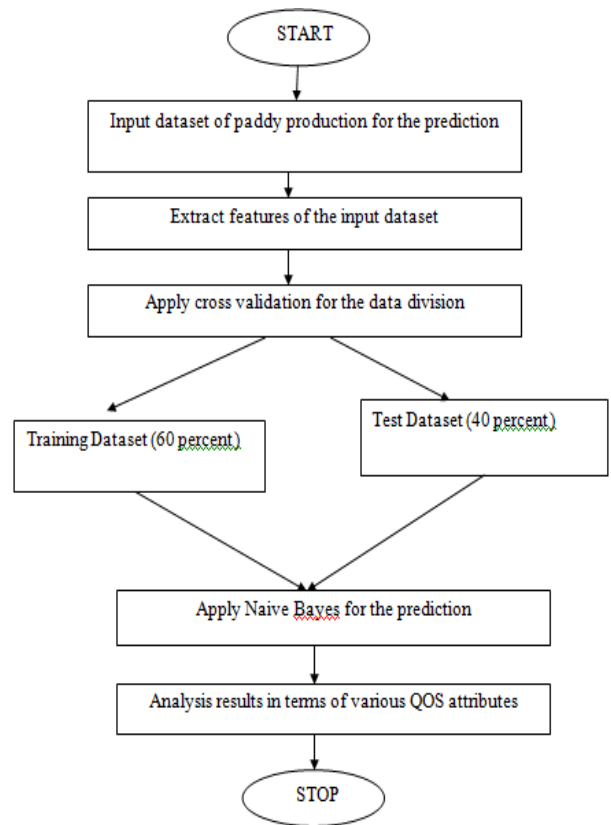 START
Input dataset of paddy production for the prediction
Extract features of the input dataset
Apply cross validation for the data division
Training Dataset (60 percent)
Test Dataset (40 percent)
Apply Naive Bayes for the prediction
Analysis results in terms of various QOS attributes
STOP